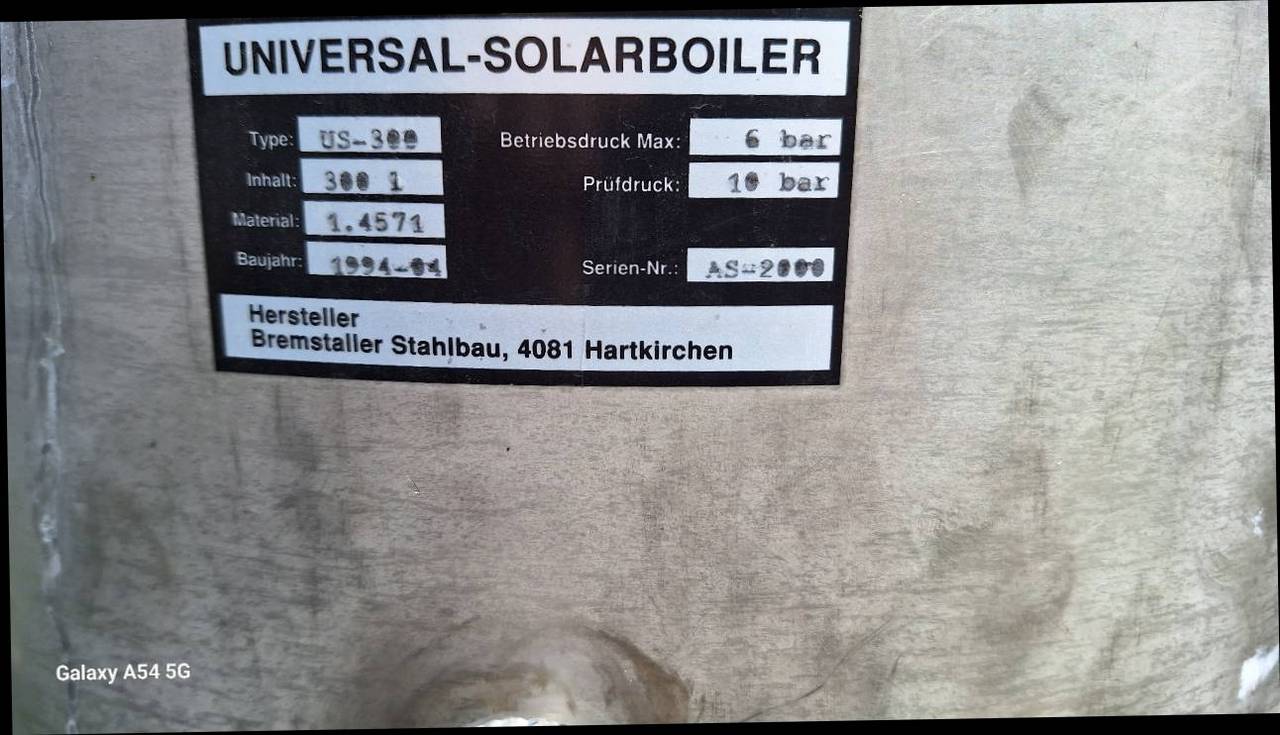 UNIVERSAL-SOLARBOILER
Type: US-300 Betriebsdruck Max: 6 bar
Inhalt: 300 l Prüfdruck: 10 bar
Material: 1.4571
Baujahr: 1994-04 Serien-Nr.: AS-2000
Hersteller
Bremstaller Stahlbau, 4081 Hartkirchen
Galaxy A54 5G